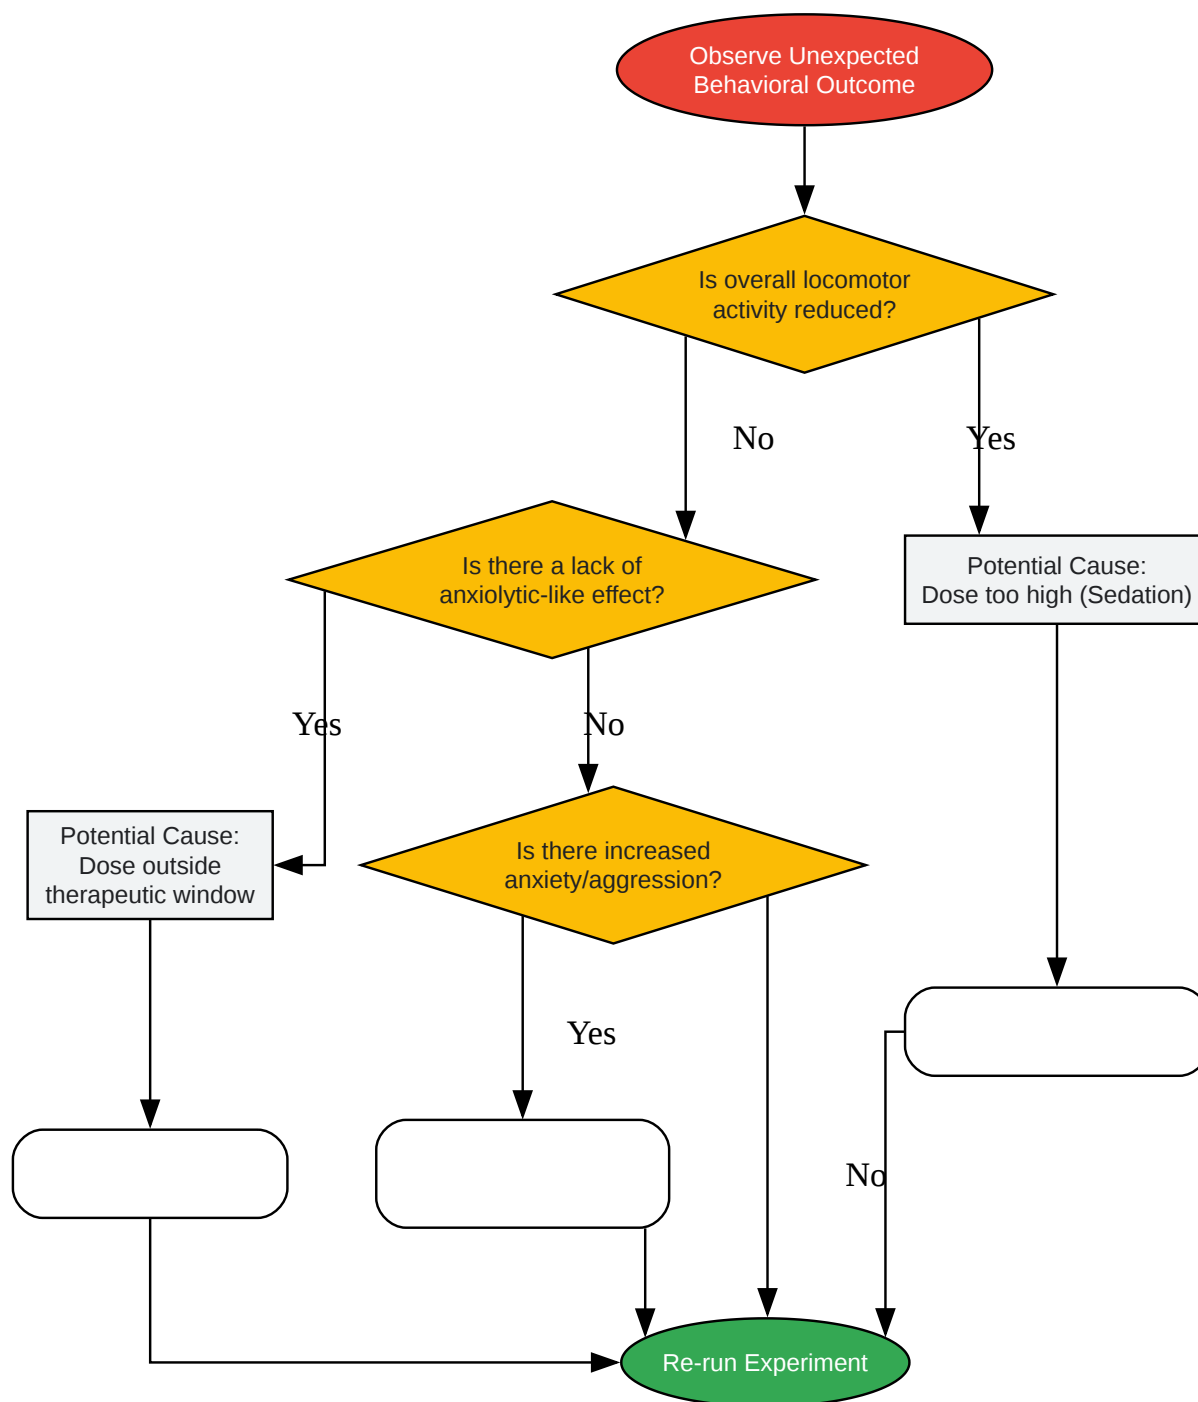 Observe Unexpected
Behavioral Outcome
Is overall locomotor
activity reduced?
No
Yes
Is there a lack of
anxiolytic-like effect?
Potential Cause:
Dose too high (Sedation)
Yes
No
Potential Cause:
Dose outside
therapeutic window
Is there increased
anxiety/aggression?
Yes
No
Re-run Experiment